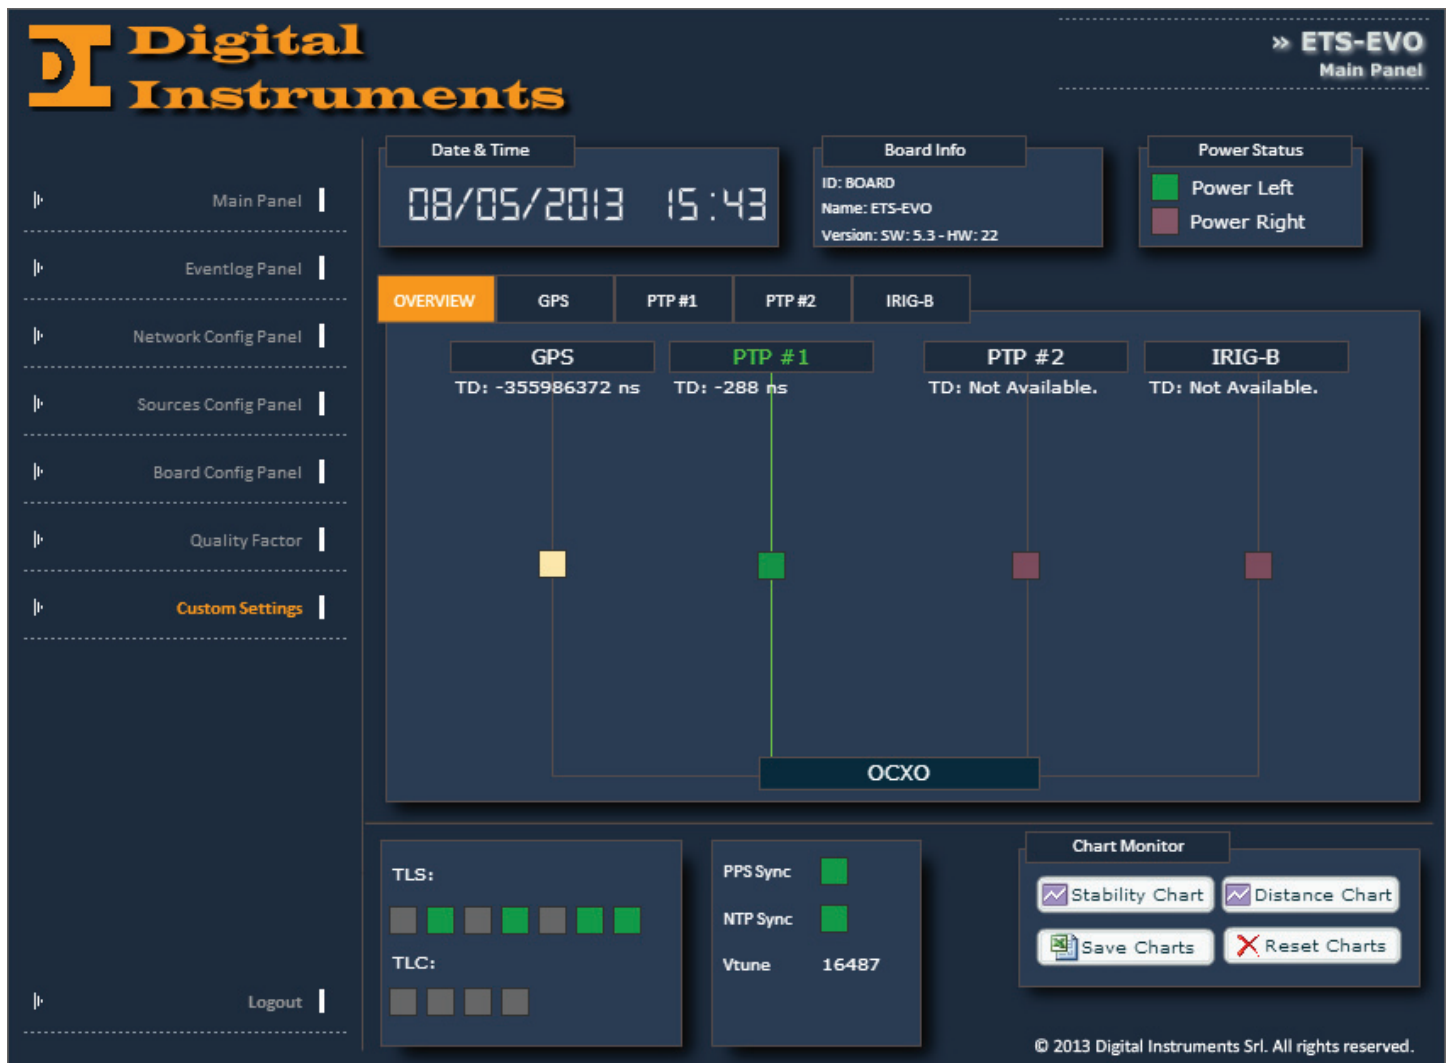 Digital
Instruments
» ETS-EVO
Main Panel
Date & Time
08/05/2013 15:43
Board Info
ID: BOARD
Name: ETS-EVO
Version: SW: 5.3 - HW: 22
Power Status
Power Left
Power Right
Main Panel
Eventlog Panel
Network Config Panel
Sources Config Panel
Board Config Panel
Quality Factor
Custom Settings
Logout
OVERVIEW GPS PTP #1 PTP #2 IRIG-B
GPS PTP #1 PTP #2 IRIG-B
TD: -355986372 ns TD: -288 ns TD: Not Available. TD: Not Available.
OCXO
TLS:
TLC:
PPS Sync
NTP Sync
Vtune 16487
Chart Monitor
Stability Chart Distance Chart
Save Charts Reset Charts
© 2013 Digital Instruments Srl. All rights reserved.